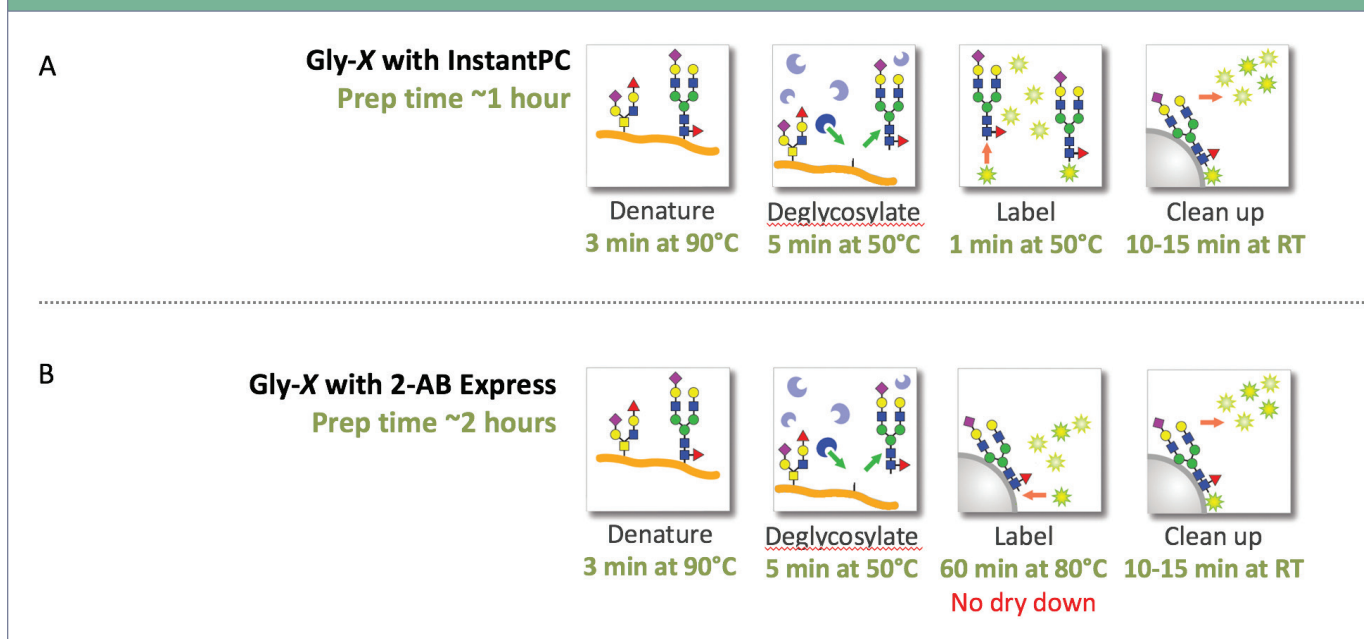 A
Gly-X with InstantPC
Prep time ~1 hour
Denature
3 min at 90°C
Deglycosylate
5 min at 50°C
Label
1 min at 50°C
Clean up
10-15 min at RT
B
Gly-X with 2-AB Express
Prep time ~2 hours
Denature
3 min at 90°C
Deglycosylate
5 min at 50°C
Label
60 min at 80°C
No dry down
Clean up
10-15 min at RT